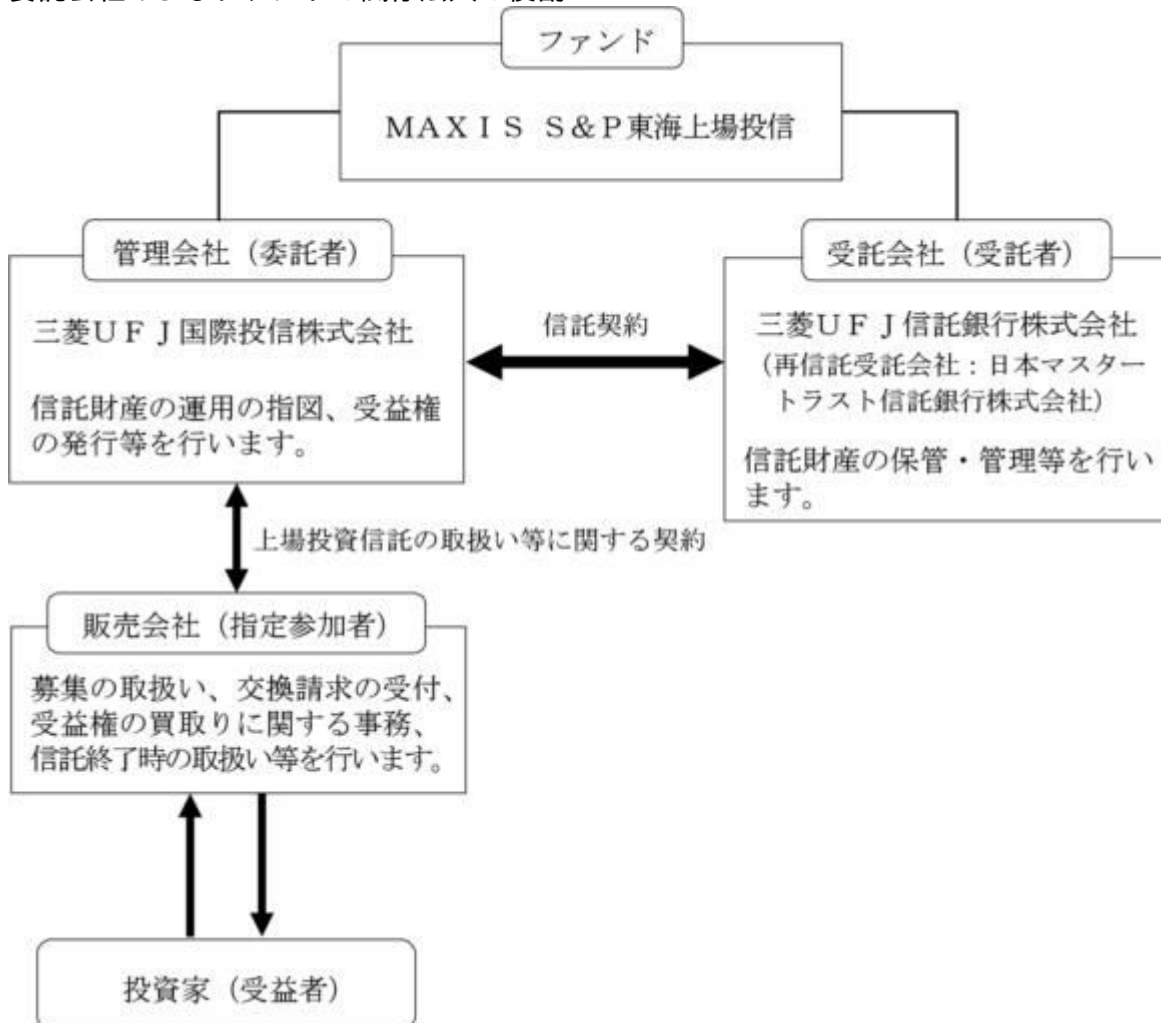 ファンド
ＭＡＸＩＳ Ｓ＆Ｐ東海上場投信
管理会社（委託者）
三菱ＵＦＪ国際投信株式会社
信託財産の運用の指図、受益権
の発行等を行います。
信託契約
受託会社（受託者）
三菱ＵＦＪ信託銀行株式会社
（再信託受託会社：日本マスター
トラスト信託銀行株式会社）
信託財産の保管・管理等を行い
ます。
上場投資信託の取扱い等に関する契約
販売会社（指定参加者）
募集の取扱い、交換請求の受付、
受益権の買取りに関する事務、
信託終了時の取扱い等を行います。
投資家（受益者）